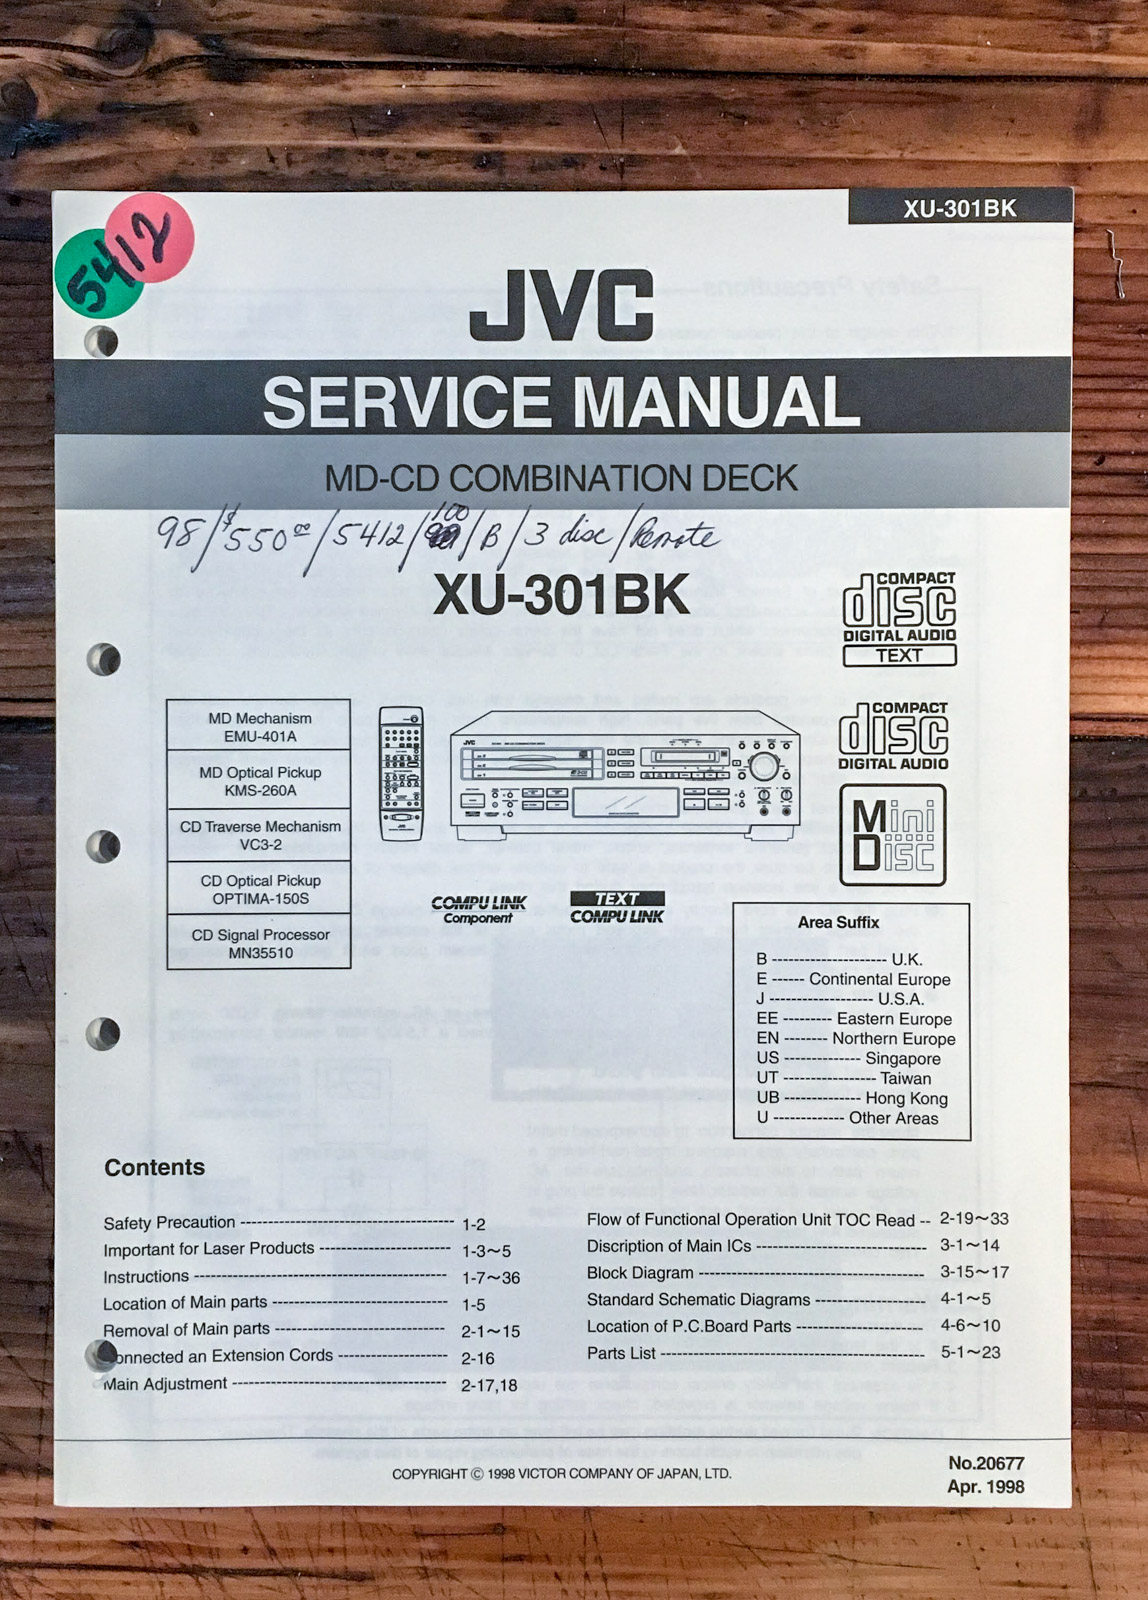 XU-301BK
5412
JVC
SERVICE MANUAL
MD-CD COMBINATION DECK
98/$550.00/5412/100/B/3 disc/Remote
XU-301BK
COMPACT
disc
DIGITAL AUDIO
TEXT
MD Mechanism
EMU-401A
MD Optical Pickup
KMS-260A
CD Traverse Mechanism
VC3-2
CD Optical Pickup
OPTIMA-150S
CD Signal Processor
MN35510
JVC
COMPACT
disc
DIGITAL AUDIO
Mini
Disc
COMPU LINK
Component
TEXT
COMPU LINK
Area Suffix
B -------------------- U.K.
E ------ Continental Europe
J ------------------ U.S.A.
EE --------- Eastern Europe
EN -------- Northern Europe
US -------------- Singapore
UT ----------------- Taiwan
UB -------------- Hong Kong
U ------------- Other Areas
Contents
Safety Precaution ---------------------------------------- 1-2
Important for Laser Products ------------------------ 1-3~5
Instructions ---------------------------------------------- 1-7~36
Location of Main parts -------------------------------- 1-5
Removal of Main parts -------------------------------- 2-1~15
onnected an Extension Cords -------------------- 2-16
Main Adjustment --------------------------------------- 2-17,18
Flow of Functional Operation Unit TOC Read -- 2-19~33
Discription of Main ICs ------------------------------- 3-1~14
Block Diagram ------------------------------------------ 3-15~17
Standard Schematic Diagrams -------------------- 4-1~5
Location of P.C.Board Parts ------------------------ 4-6~10
Parts List ------------------------------------------------- 5-1~23
COPYRIGHT © 1998 VICTOR COMPANY OF JAPAN, LTD.
No.20677
Apr. 1998